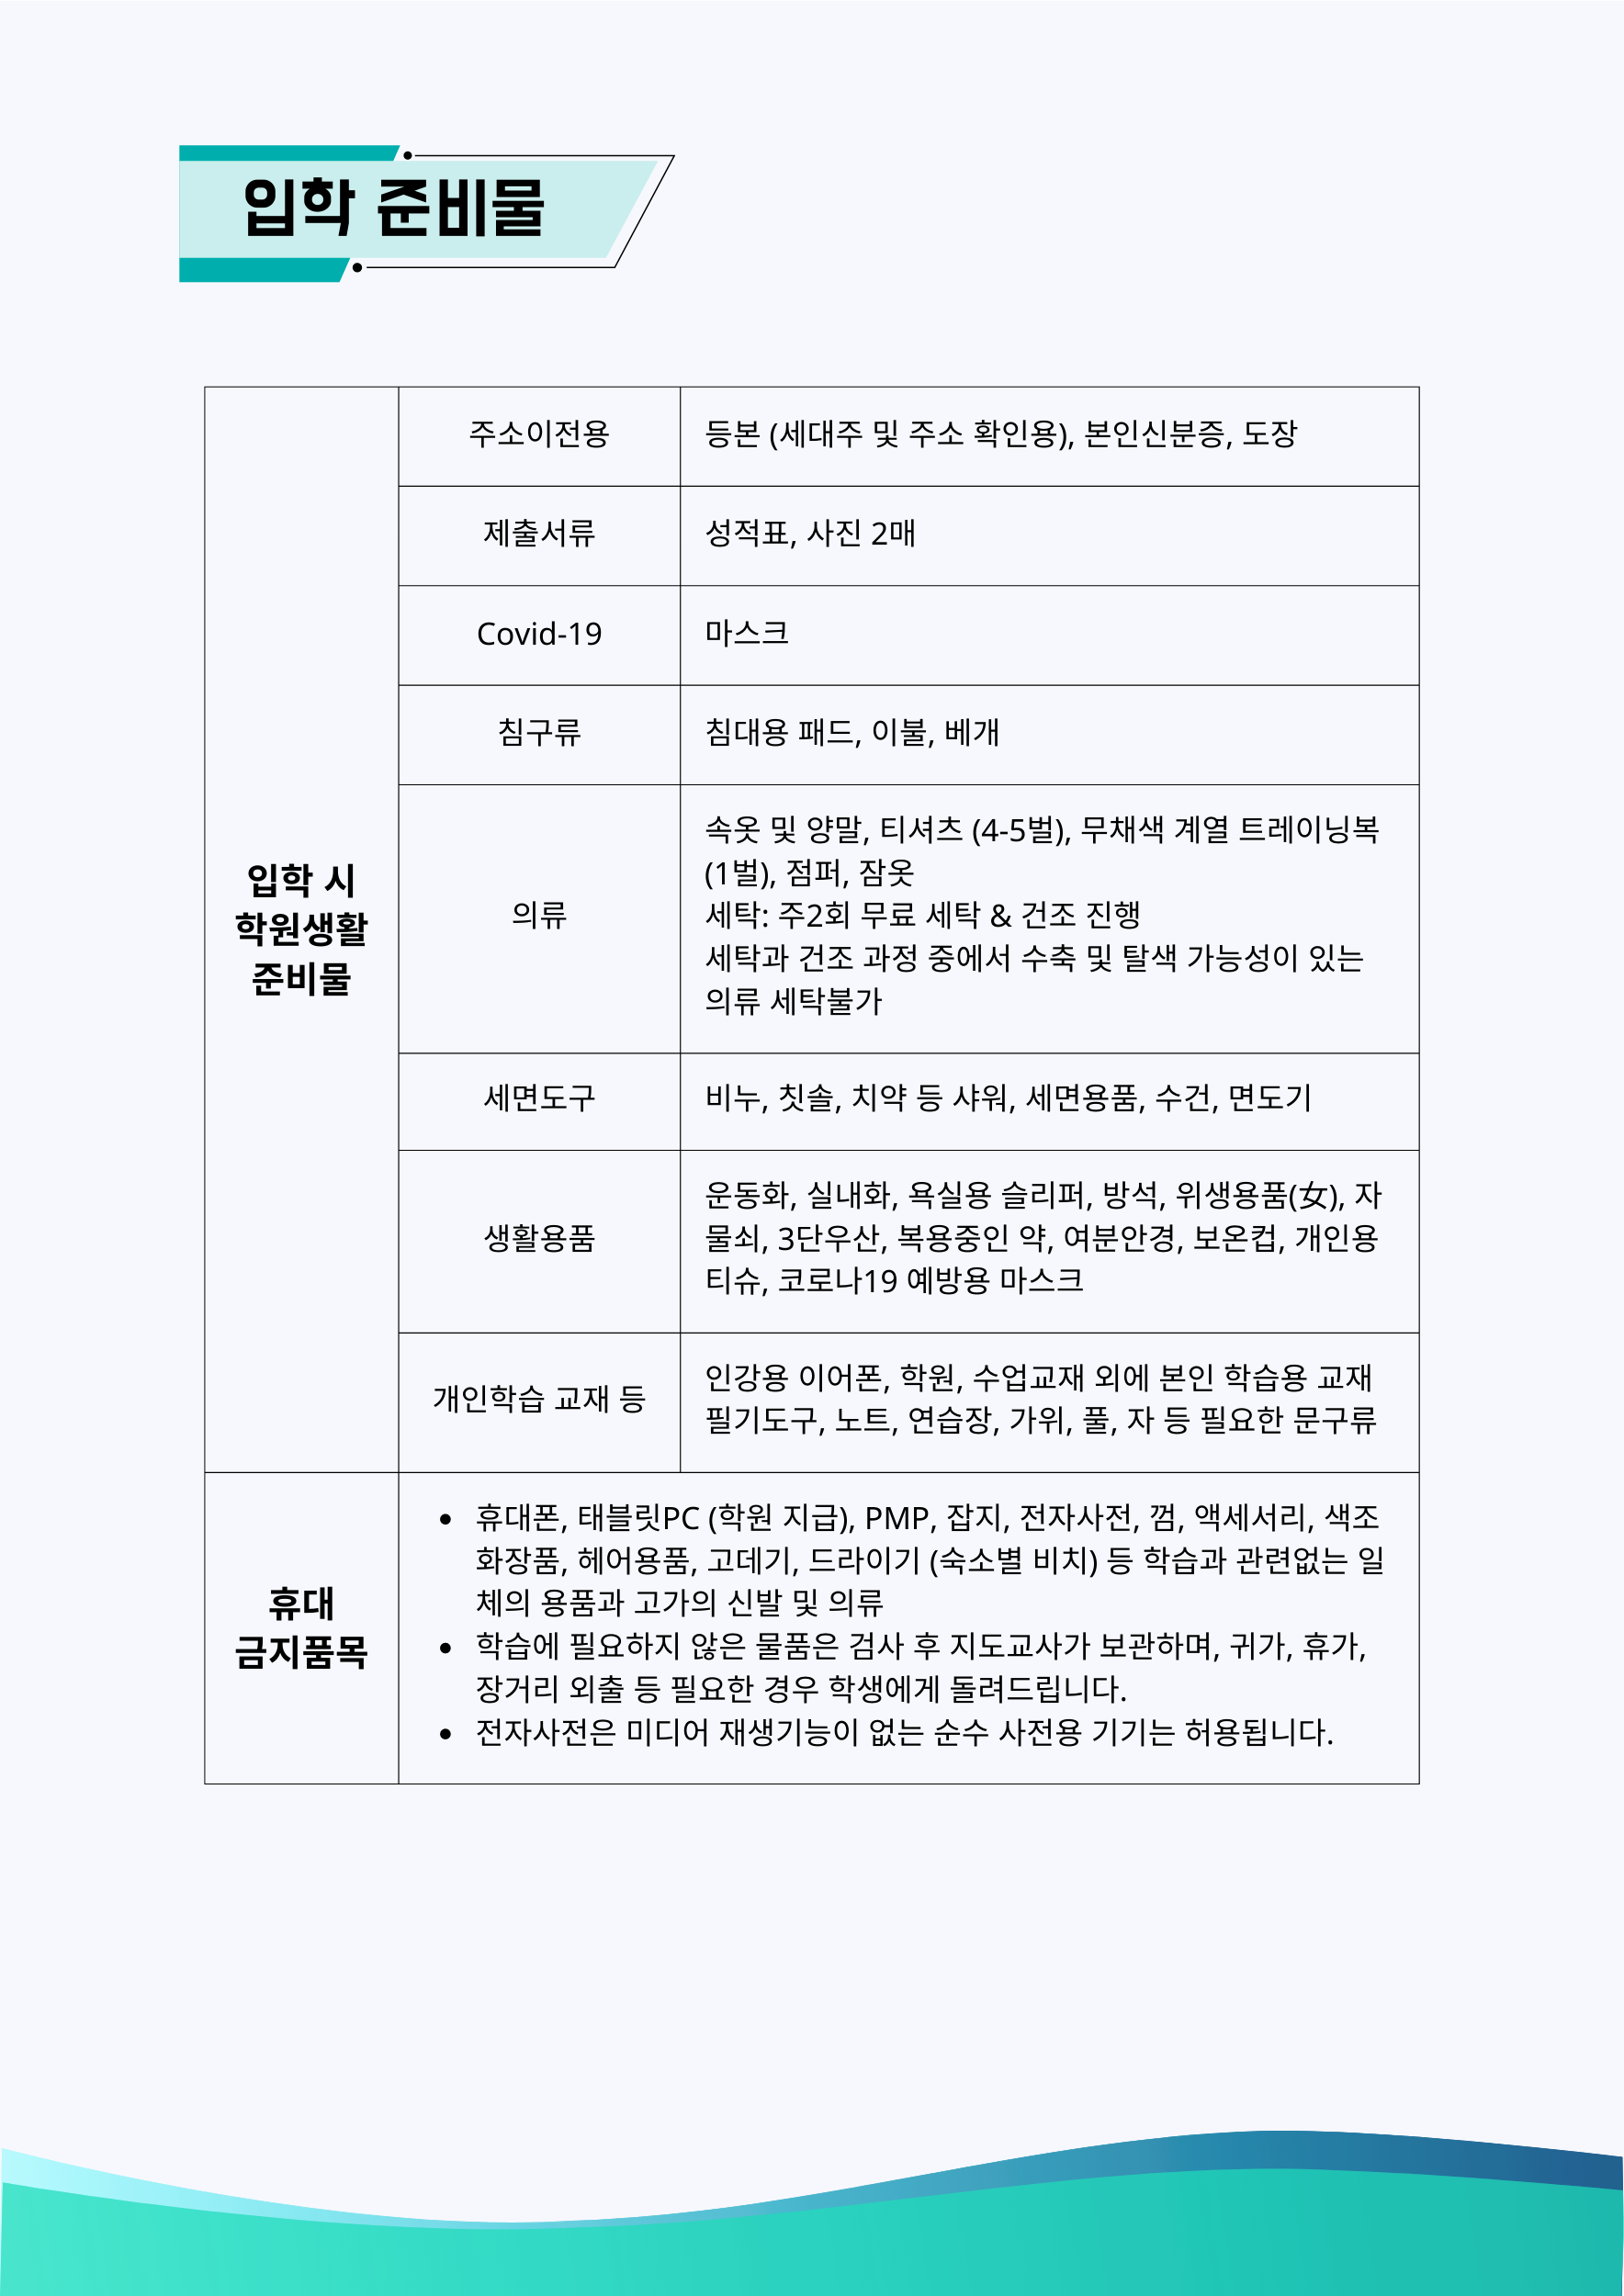 입학 준비물
주소이전용
등본 (세대주 및 주소 확인용), 본인신분증, 도장
제출서류
성적표, 사진 2매
Covid-19
마스크
침구류
침대용 패드, 이불, 베개
입학 시
학원생활
준비물
의류
속옷 및 양말, 티셔츠 (4-5벌), 무채색 계열 트레이닝복
(1벌), 점퍼, 잠옷
세탁: 주2회 무료 세탁 & 건조 진행
세탁과 건조 과정 중에서 수축 및 탈색 가능성이 있는
의류 세탁불가
세면도구
비누, 칫솔, 치약 등 샤워, 세면용품, 수건, 면도기
생활용품
운동화, 실내화, 욕실용 슬리퍼, 방석, 위생용품(女), 자
물쇠, 3단우산, 복용중인 약, 여분안경, 보온컵, 개인용
티슈, 코로나19 예방용 마스크
개인학습 교재 등
인강용 이어폰, 학원, 수업교재 외에 본인 학습용 교재
필기도구, 노트, 연습장, 가위, 풀, 자 등 필요한 문구류
휴대
금지품목
• 휴대폰, 태블릿PC (학원 지급), PMP, 잡지, 전자사전, 껌, 액세서리, 색조
화장품, 헤어용품, 고데기, 드라이기 (숙소별 비치) 등 학습과 관련없는 일
체의 용품과 고가의 신발 및 의류
• 학습에 필요하지 않은 물품은 검사 후 지도교사가 보관하며, 귀가, 휴가,
장거리 외출 등 필요한 경우 학생에게 돌려드립니다.
• 전자사전은 미디어 재생기능이 없는 순수 사전용 기기는 허용됩니다.